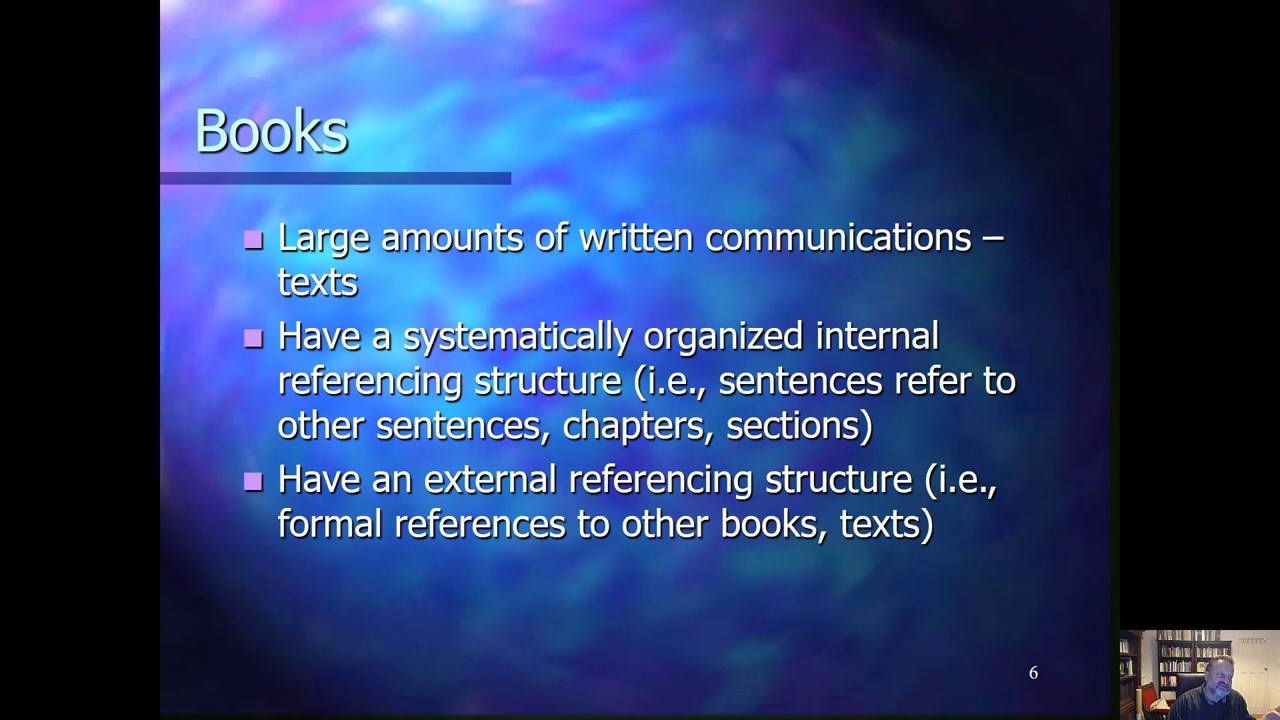 Books
Large amounts of written communications –
texts
Have a systematically organized internal
referencing structure (i.e., sentences refer to
other sentences, chapters, sections)
Have an external referencing structure (i.e.,
formal references to other books, texts)
6